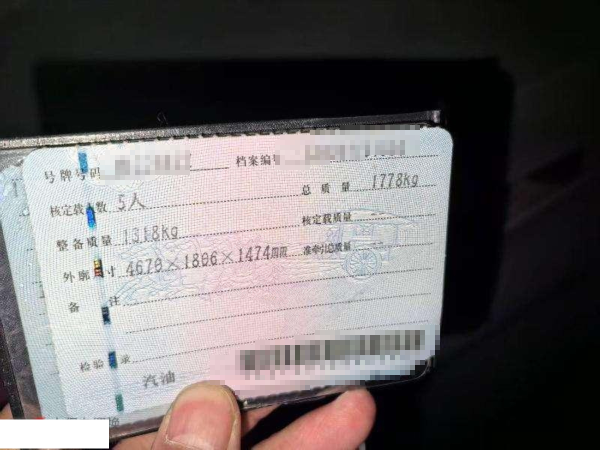 号牌号码 档案编号
核定载人数 5人 总质量 1778kg
整备质量 1318kg 核定载质量
外廓尺寸 4670×1806×1474mm 准牵引总质量
备注
检验记录
汽油